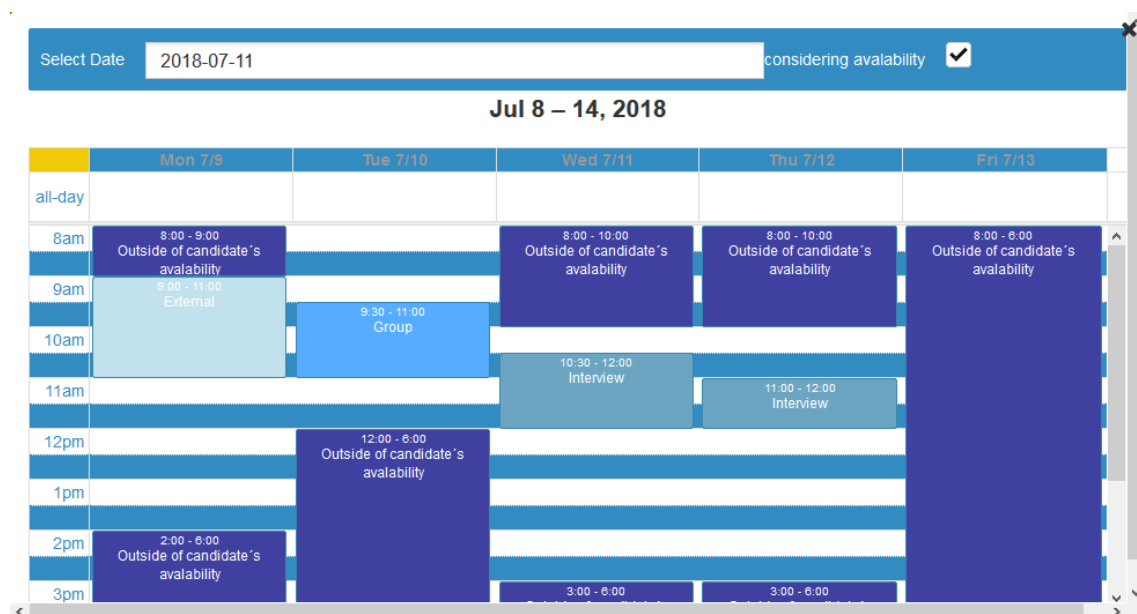 Select Date
2018-07-11
considering avalability
Jul 8 – 14, 2018
Mon 7/9
Tue 7/10
Wed 7/11
Thu 7/12
Fri 7/13
all-day
8am
9am
10am
11am
12pm
1pm
2pm
3pm
8:00 - 9:00
Outside of candidate´s
avalability
9:00 - 11:00
External
2:00 - 6:00
Outside of candidate´s
avalability
9:30 - 11:00
Group
12:00 - 6:00
Outside of candidate´s
avalability
8:00 - 10:00
Outside of candidate´s
avalability
10:30 - 12:00
Interview
3:00 - 6:00
8:00 - 10:00
Outside of candidate´s
avalability
11:00 - 12:00
Interview
3:00 - 6:00
8:00 - 6:00
Outside of candidate´s
avalability